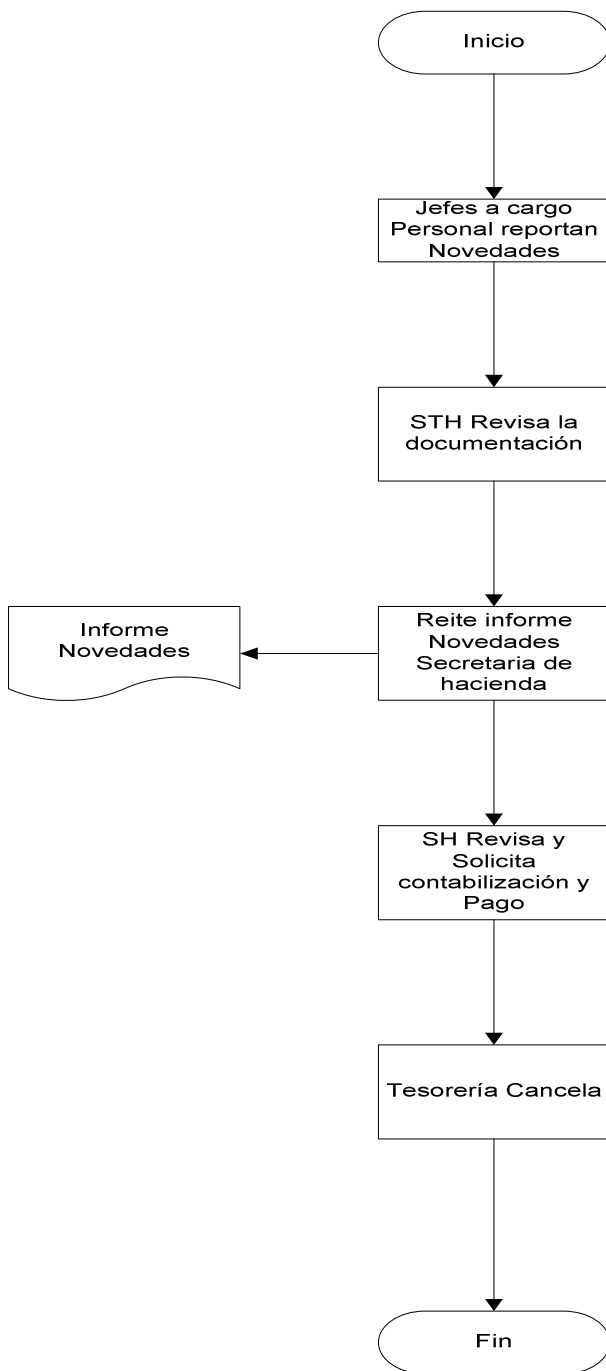 Inicio
Jefes a cargo
Personal reportan
Novedades
STH Revisa la
documentación
Informe
Novedades
Reite informe
Novedades
Secretaria de
hacienda
SH Revisa y
Solicita
contabilización y
Pago
Tesorería Cancela
Fin